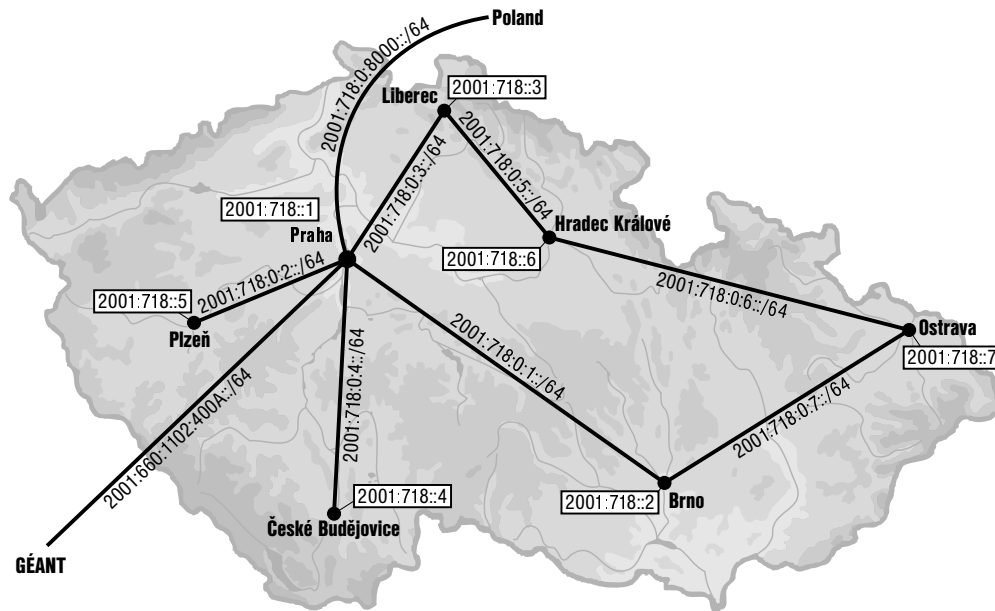 Poland
2001:718:0:8000::/64
2001:718::3
Liberec
2001:718:0:3::/64
2001:718:0:5::/64
2001:718::1
Praha
Hradec Králové
2001:718::6
2001:718:0:2::/64
2001:718::5
Plzeň
2001:718:0:6::/64
Ostrava
2001:718::7
2001:718:0:4::/64
2001:718:0:1::/64
2001:718:0:7::/64
2001:660:1102:400A::/64
2001:718::4
České Budějovice
2001:718::2
Brno
GÉANT